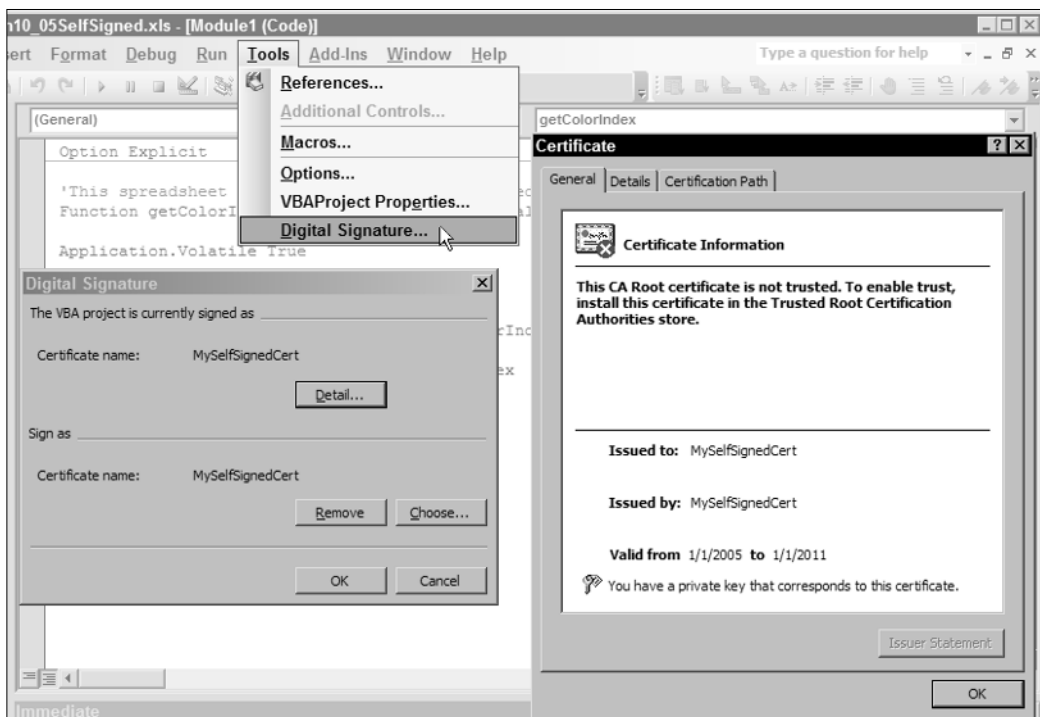 n10_05SelfSigned.xls - [Module1 (Code)]
ert Format Debug Run Tools Add-Ins Window Help Type a question for help
References...
Additional Controls...
Macros...
Options...
VBAProject Properties...
Digital Signature...
(General) getColorIndex
Option Explicit
'This spreadsheet
Function getColorI
Application.Volatile True
rInd
ex
Digital Signature
The VBA project is currently signed as
Certificate name: MySelfSignedCert
Detail...
Sign as
Certificate name: MySelfSignedCert
Remove Choose...
OK Cancel
Certificate
General Details Certification Path
Certificate Information
This CA Root certificate is not trusted. To enable trust,
install this certificate in the Trusted Root Certification
Authorities store.
Issued to: MySelfSignedCert
Issued by: MySelfSignedCert
Valid from 1/1/2005 to 1/1/2011
You have a private key that corresponds to this certificate.
Issuer Statement
OK
Immediate